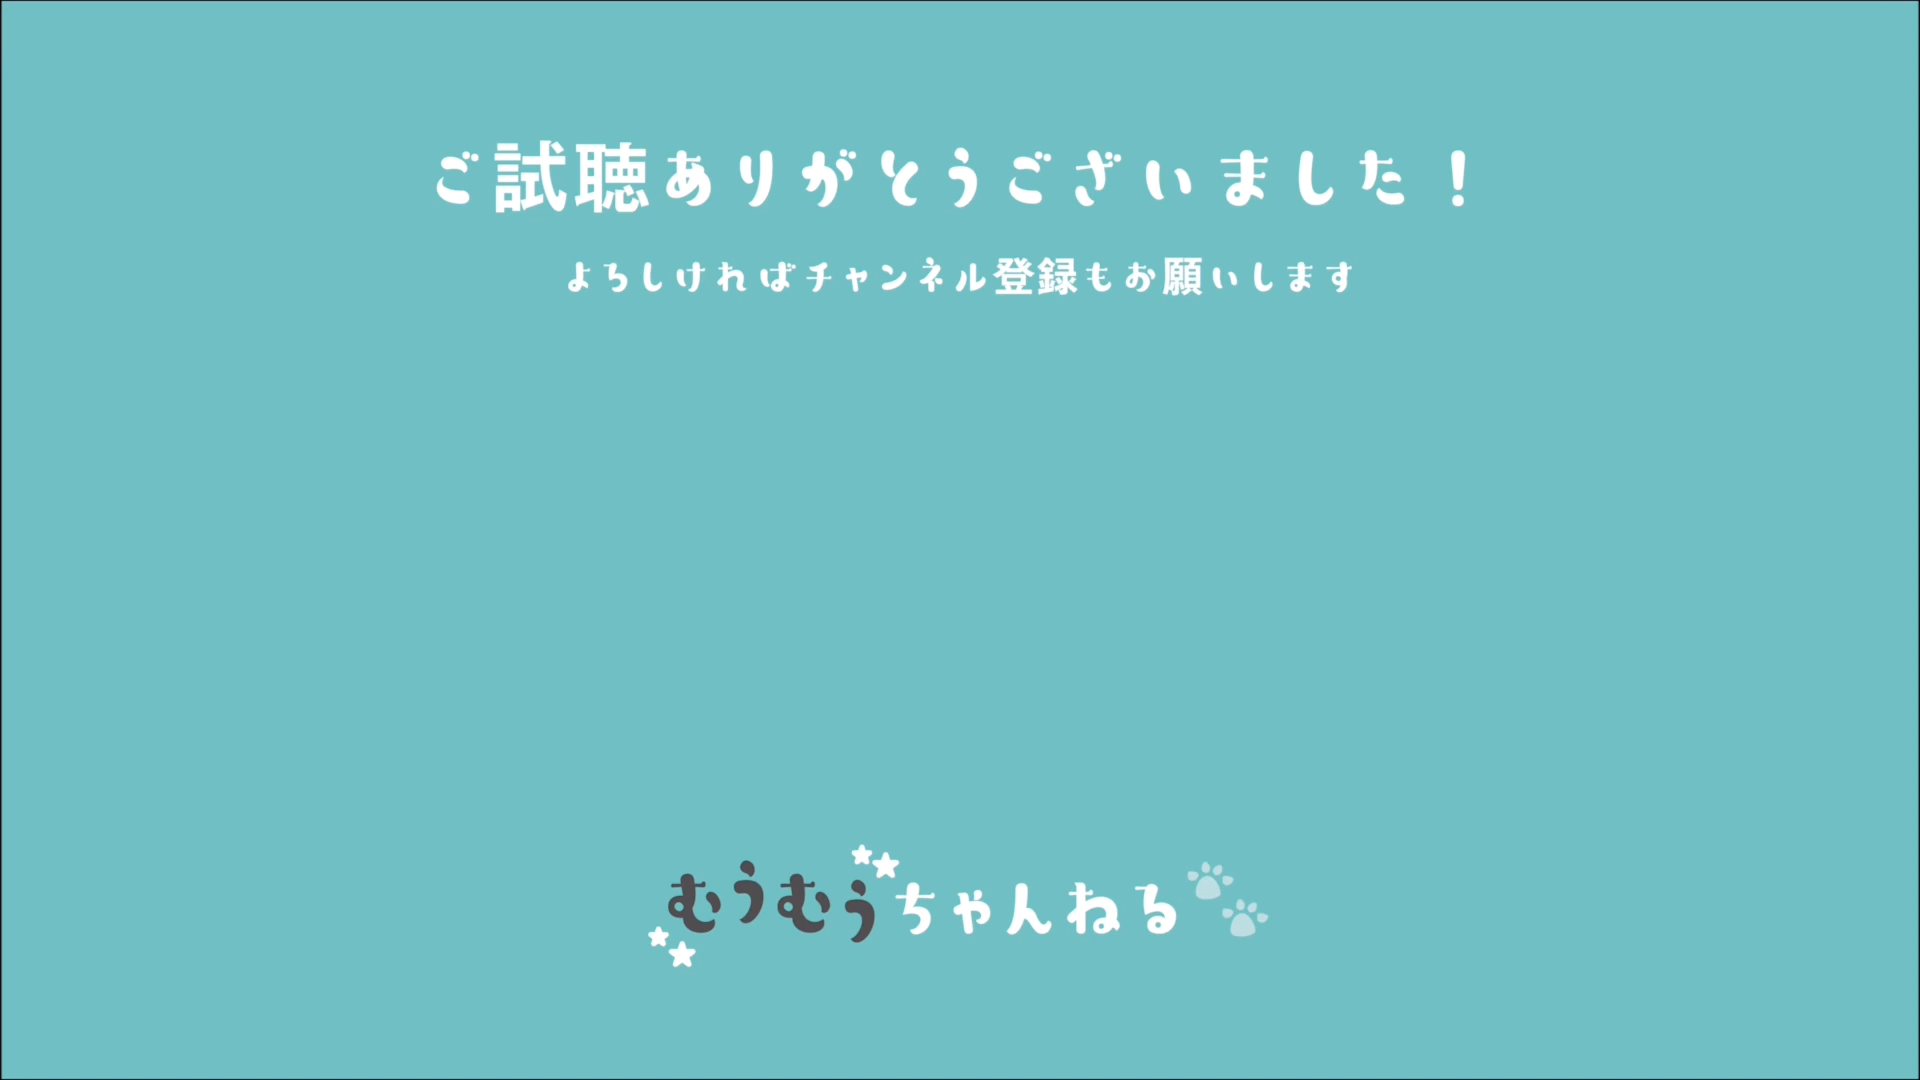 ご試聴ありがとうございました！
よろしければチャンネル登録もお願いします
むうむぅちゃんねる